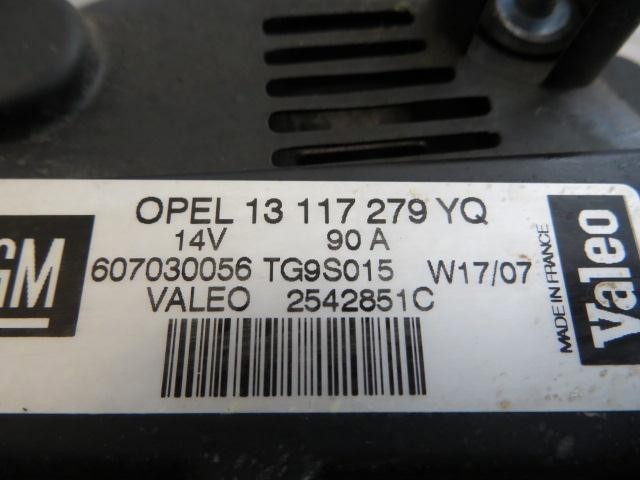 OPEL 13 117 279 YQ
14V 90 A
607030056 TG9S015 W17/07
VALEO 2542851C
GM
MADE IN FRANCE
Valeo